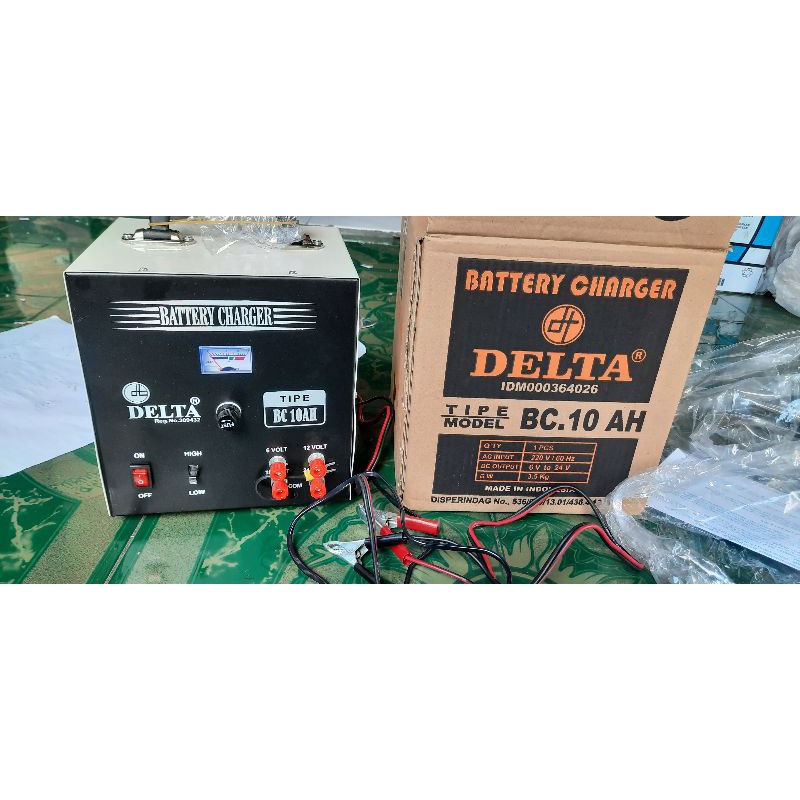 BATTERY CHARGER
DELTA®
Reg.No.309432
TIPE
BC 10AH
ON
OFF
HIGH
LOW
6 VOLT
12 VOLT
COM
BATTERY CHARGER
DELTA®
IDM000364026
TIPE
MODEL
BC.10 AH
Q'TY 1 PCS
AC INPUT 220 V / 60 Hz
DC OUTPUT 6 V to 24 V
G.W 3.5 Kg
MADE IN INDONESIA
DISPERINDAG No.,